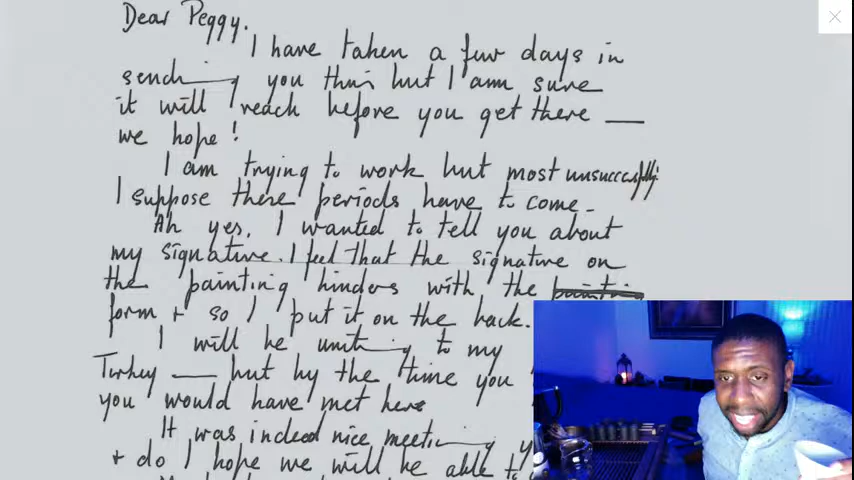 Dear Peggy.
I have taken a few days in
sending you this but I am sure
it will reach before you get there —
we hope!
I am trying to work but most unsuccessfully.
I suppose there periods have to come_
Ah yes, I wanted to tell you about
my signature. I feel that the signature on
the painting hinders with the
form + so I put it on the back.
I will be uniting to my
Turkey — but by the time you
you would have met
It was indeed nice meeting
+ do I hope we will be able to